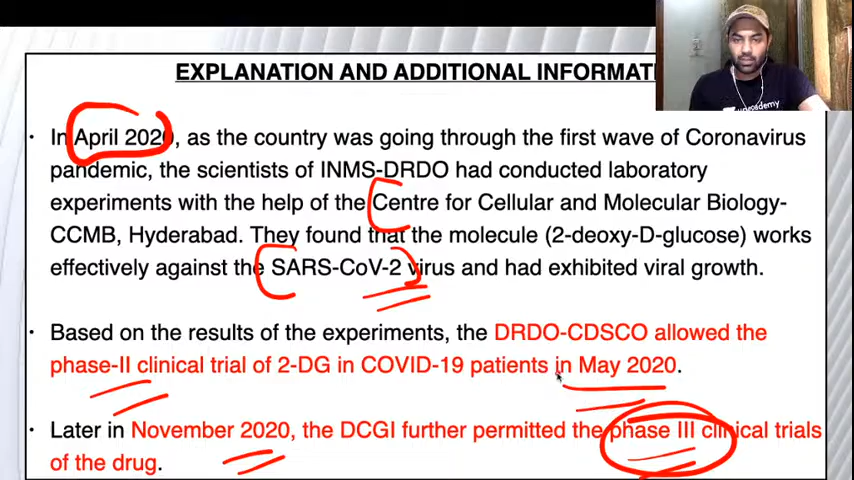 EXPLANATION AND ADDITIONAL
• In April 2020, as the country was going through the first wave of Coronavirus
pandemic, the scientists of INMS-DRDO had conducted laboratory
experiments with the help of the Centre for Cellular and Molecular Biology-
CCMB, Hyderabad. They found that the molecule (2-deoxy-D-glucose) works
effectively against the SARS-CoV-2 virus and had exhibited viral growth.
• Based on the results of the experiments, the DRDO-CDSCO allowed the
phase-II clinical trial of 2-DG in COVID-19 patients in May 2020.
• Later in November 2020, the DCGI further permitted the phase III clinical trials
of the drug.